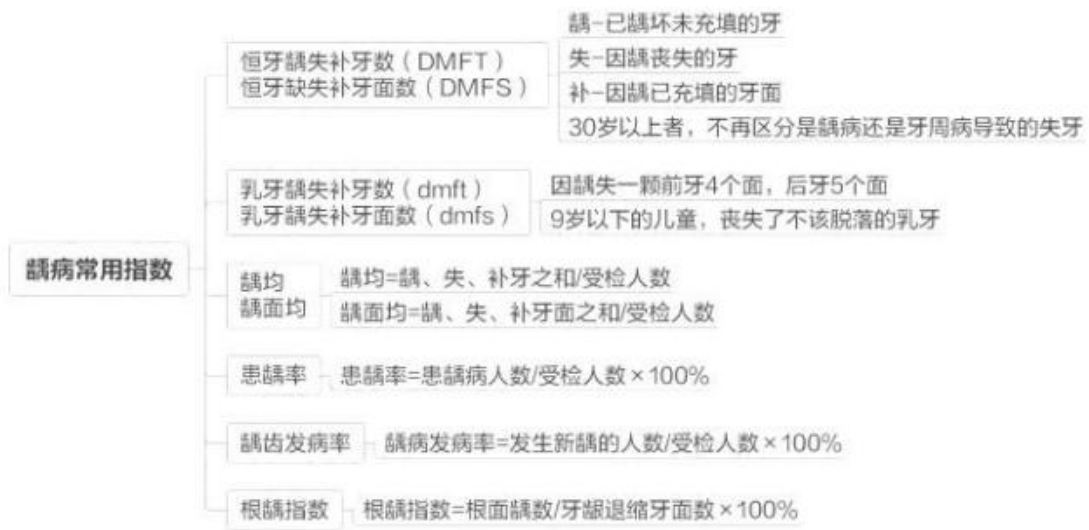 龋病常用指数
恒牙龋失补牙数（DMFT）
恒牙缺失补牙面数（DMFS）
龋-已龋坏未充填的牙
失-因龋丧失的牙
补-因龋已充填的牙面
30岁以上者，不再区分是龋病还是牙周病导致的失牙
乳牙龋失补牙数（dmft）
乳牙龋失补牙面数（dmfs）
因龋失一颗前牙4个面，后牙5个面
9岁以下的儿童，丧失了不该脱落的乳牙
龋均
龋面均
龋均=龋、失、补牙之和/受检人数
龋面均=龋、失、补牙面之和/受检人数
患龋率
患龋率=患龋病人数/受检人数×100%
龋齿发病率
龋病发病率=发生新龋的人数/受检人数×100%
根龋指数
根龋指数=根面龋数/牙龈退缩牙面数×100%